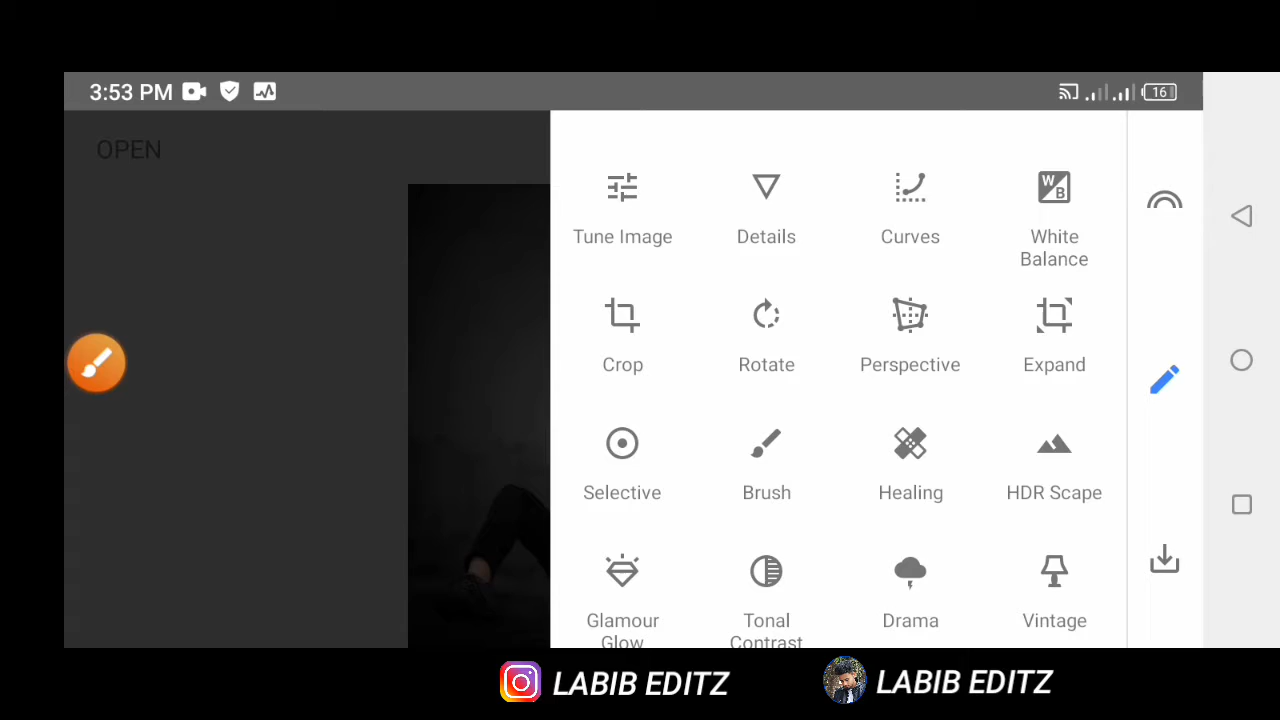 3:53 PM
16
OPEN
Tune Image
Details
Curves
W
B
White
Balance
Crop
Rotate
Perspective
Expand
Selective
Brush
Healing
HDR Scape
Glamour
Glow
Tonal
Contrast
Drama
Vintage
LABIB EDITZ
LABIB EDITZ